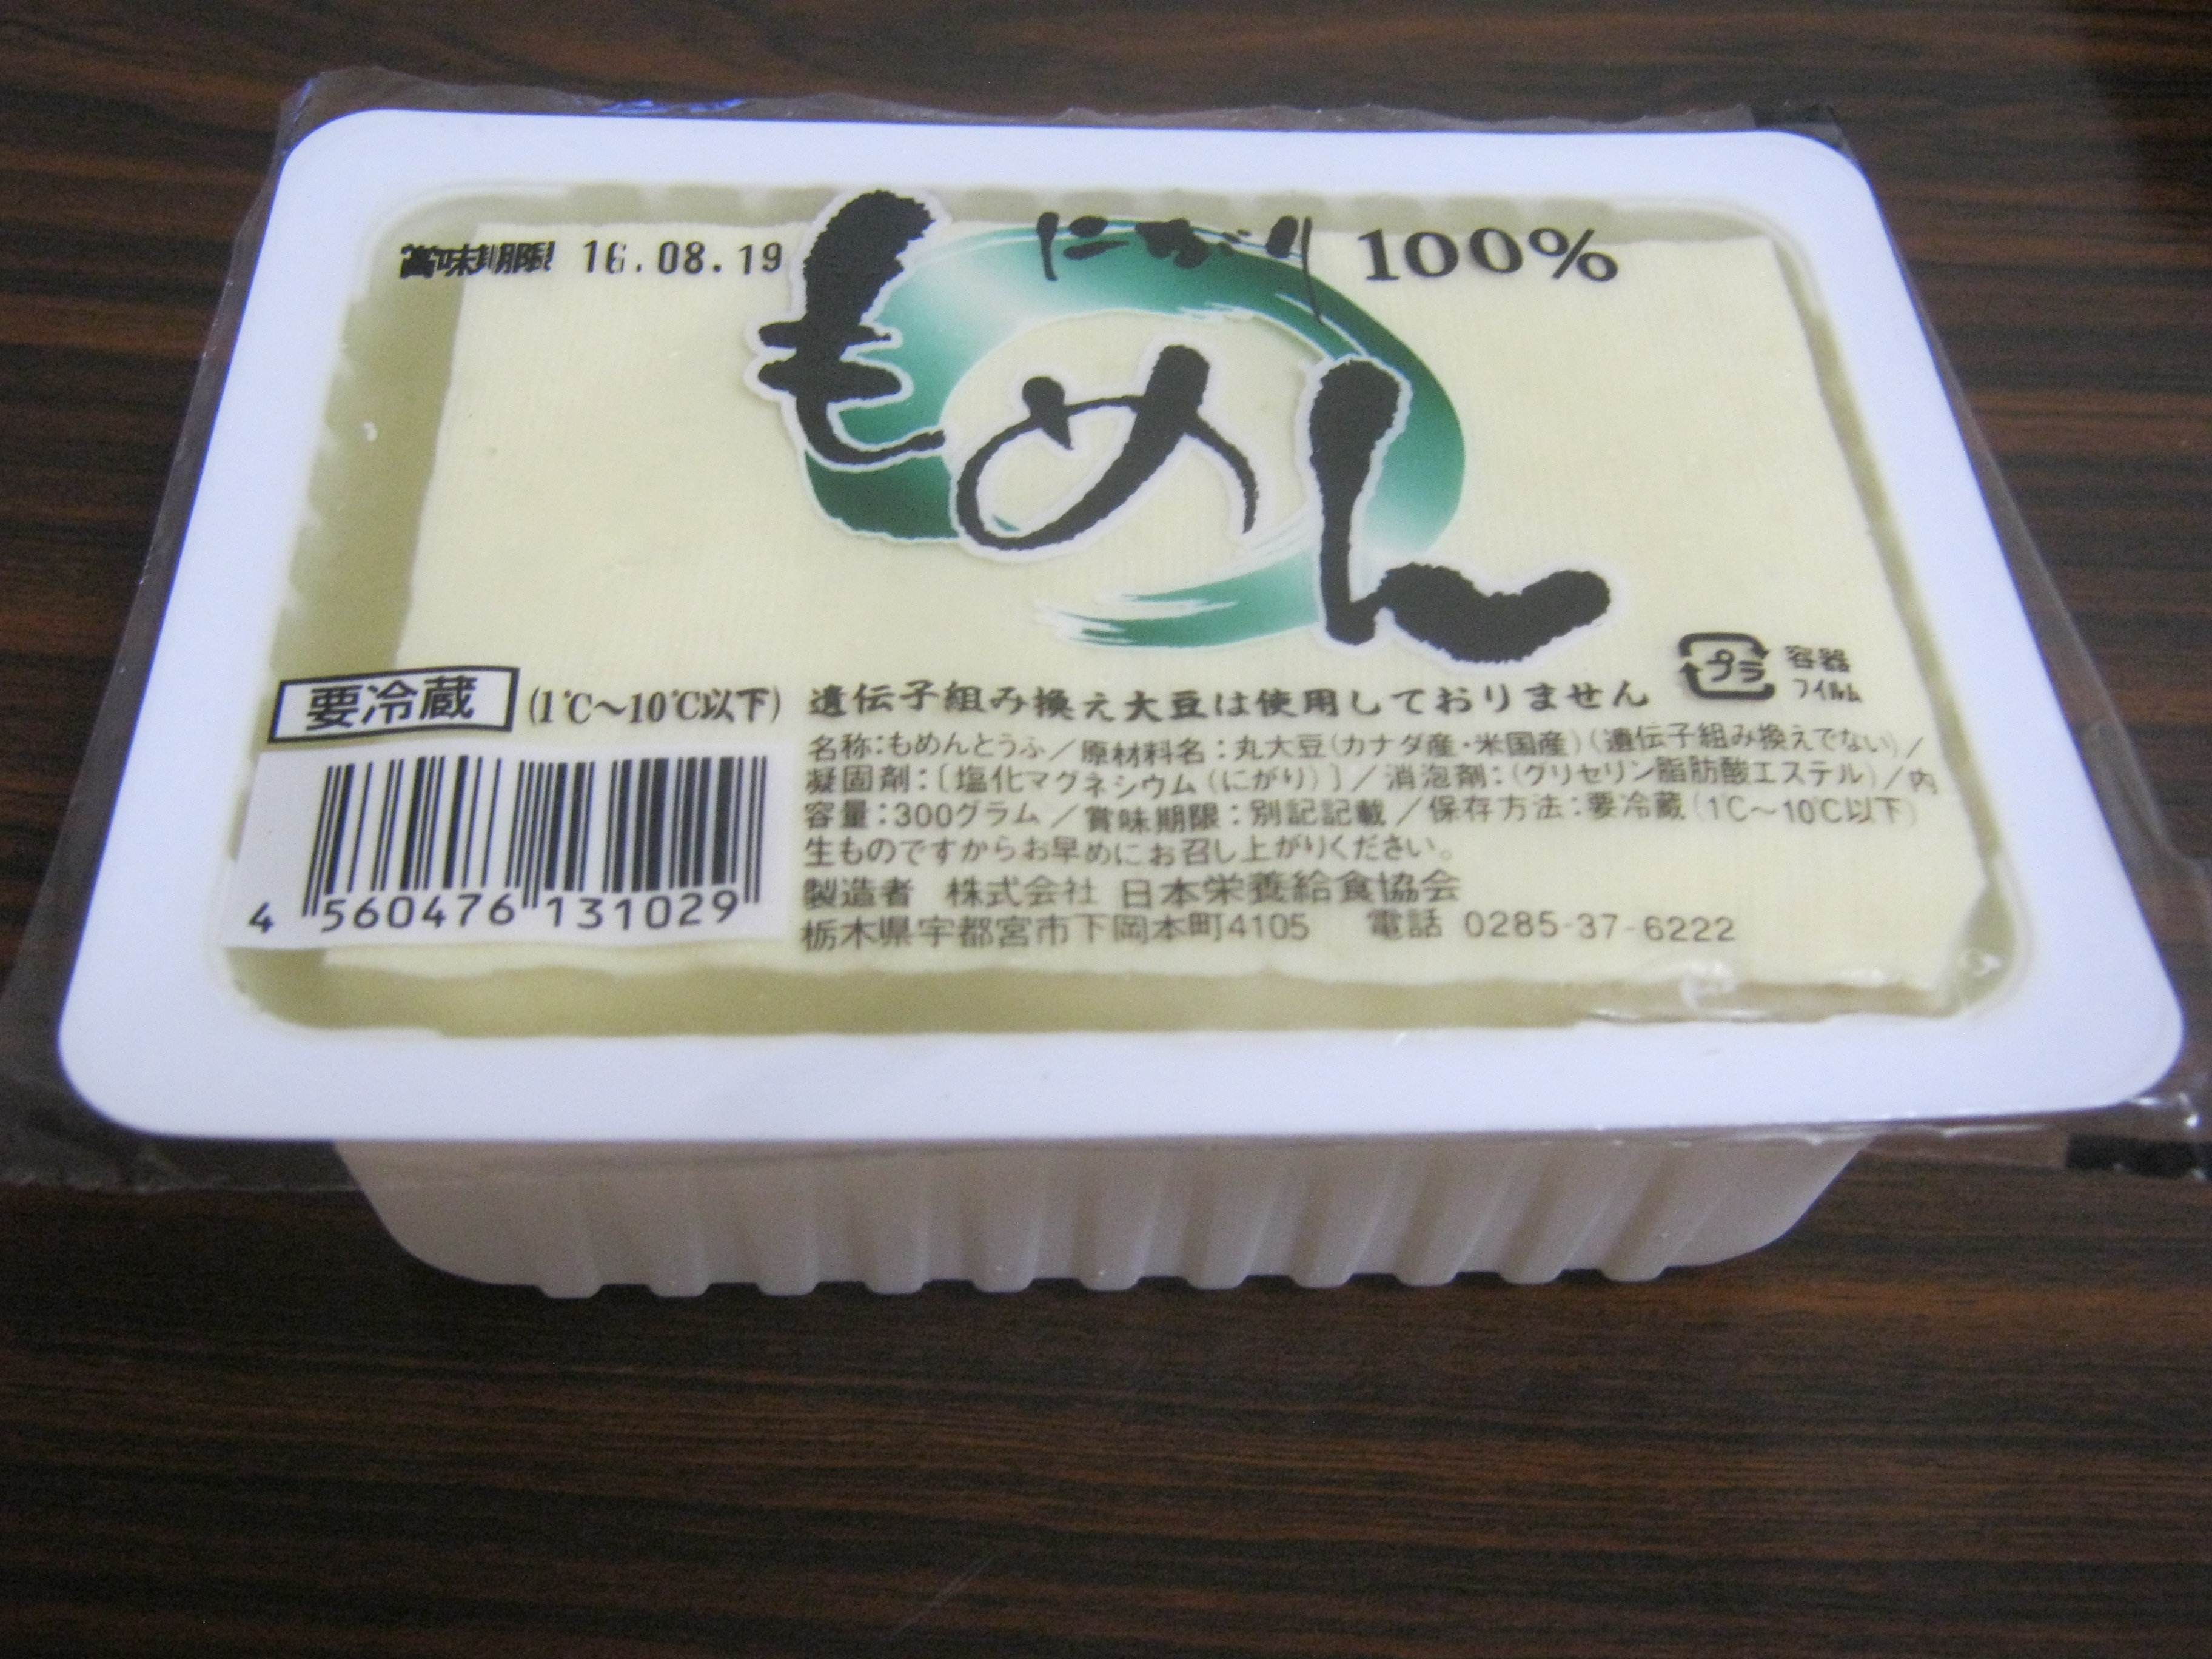 賞味期限 16.08.19
にがり 100%
もめん
要冷蔵 (1℃〜10℃以下)
遺伝子組み換え大豆は使用しておりません
プラ 容器
フイルム
名称:もめんとうふ/原材料名:丸大豆(カナダ産・米国産)(遺伝子組み換えでない)/
凝固剤:〔塩化マグネシウム(にがり)〕/消泡剤:(グリセリン脂肪酸エステル)/内
容量:300グラム/賞味期限:別記記載/保存方法:要冷蔵(1℃〜10℃以下)
生ものですからお早めにお召し上がりください。
製造者 株式会社 日本栄養給食協会
栃木県宇都宮市下岡本町4105 電話 0285-37-6222
4 560476 131029